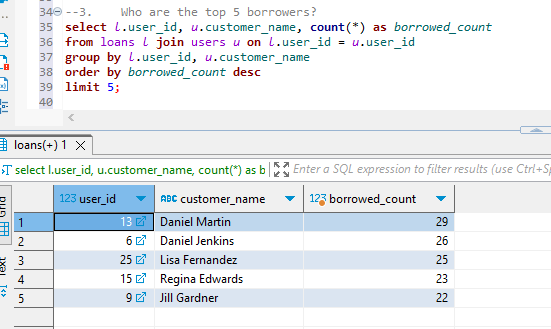 34 --3. Who are the top 5 borrowers?
35 select l.user_id, u.customer_name, count(*) as borrowed_count
36 from loans l join users u on l.user_id = u.user_id
37 group by l.user_id, u.customer_name
38 order by borrowed_count desc
39 limit 5;
40
loans(+) 1
select l.user_id, u.customer_name, count(*) as b
Enter a SQL expression to filter results (use Ctrl+Sp
Grid
Text
123 user_id ABC customer_name 123 borrowed_count
1 13 Daniel Martin 29
2 6 Daniel Jenkins 26
3 25 Lisa Fernandez 25
4 15 Regina Edwards 23
5 9 Jill Gardner 22